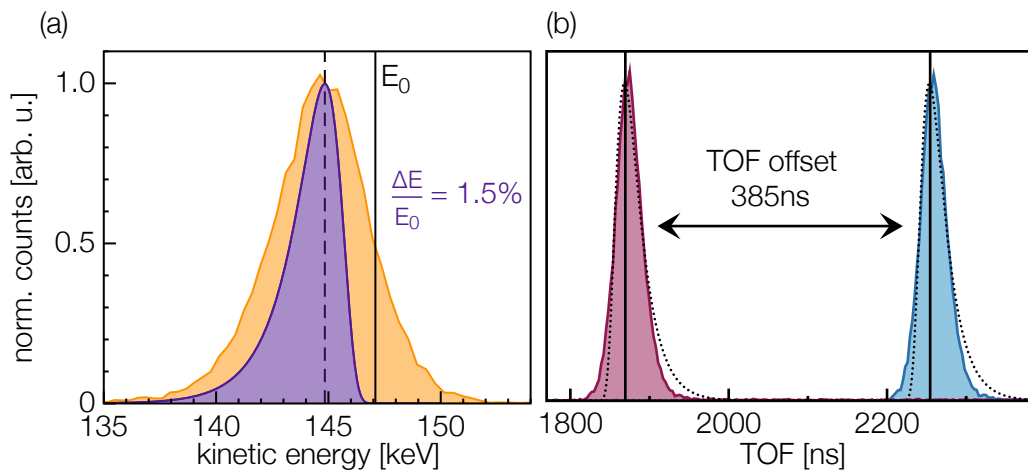 (a)
(b)
1.0
0.5
0
norm. counts [arb. u.]
E0
ΔE
E0
= 1.5%
135
140
145
150
kinetic energy [keV]
TOF offset
385ns
1800
2000
2200
TOF [ns]